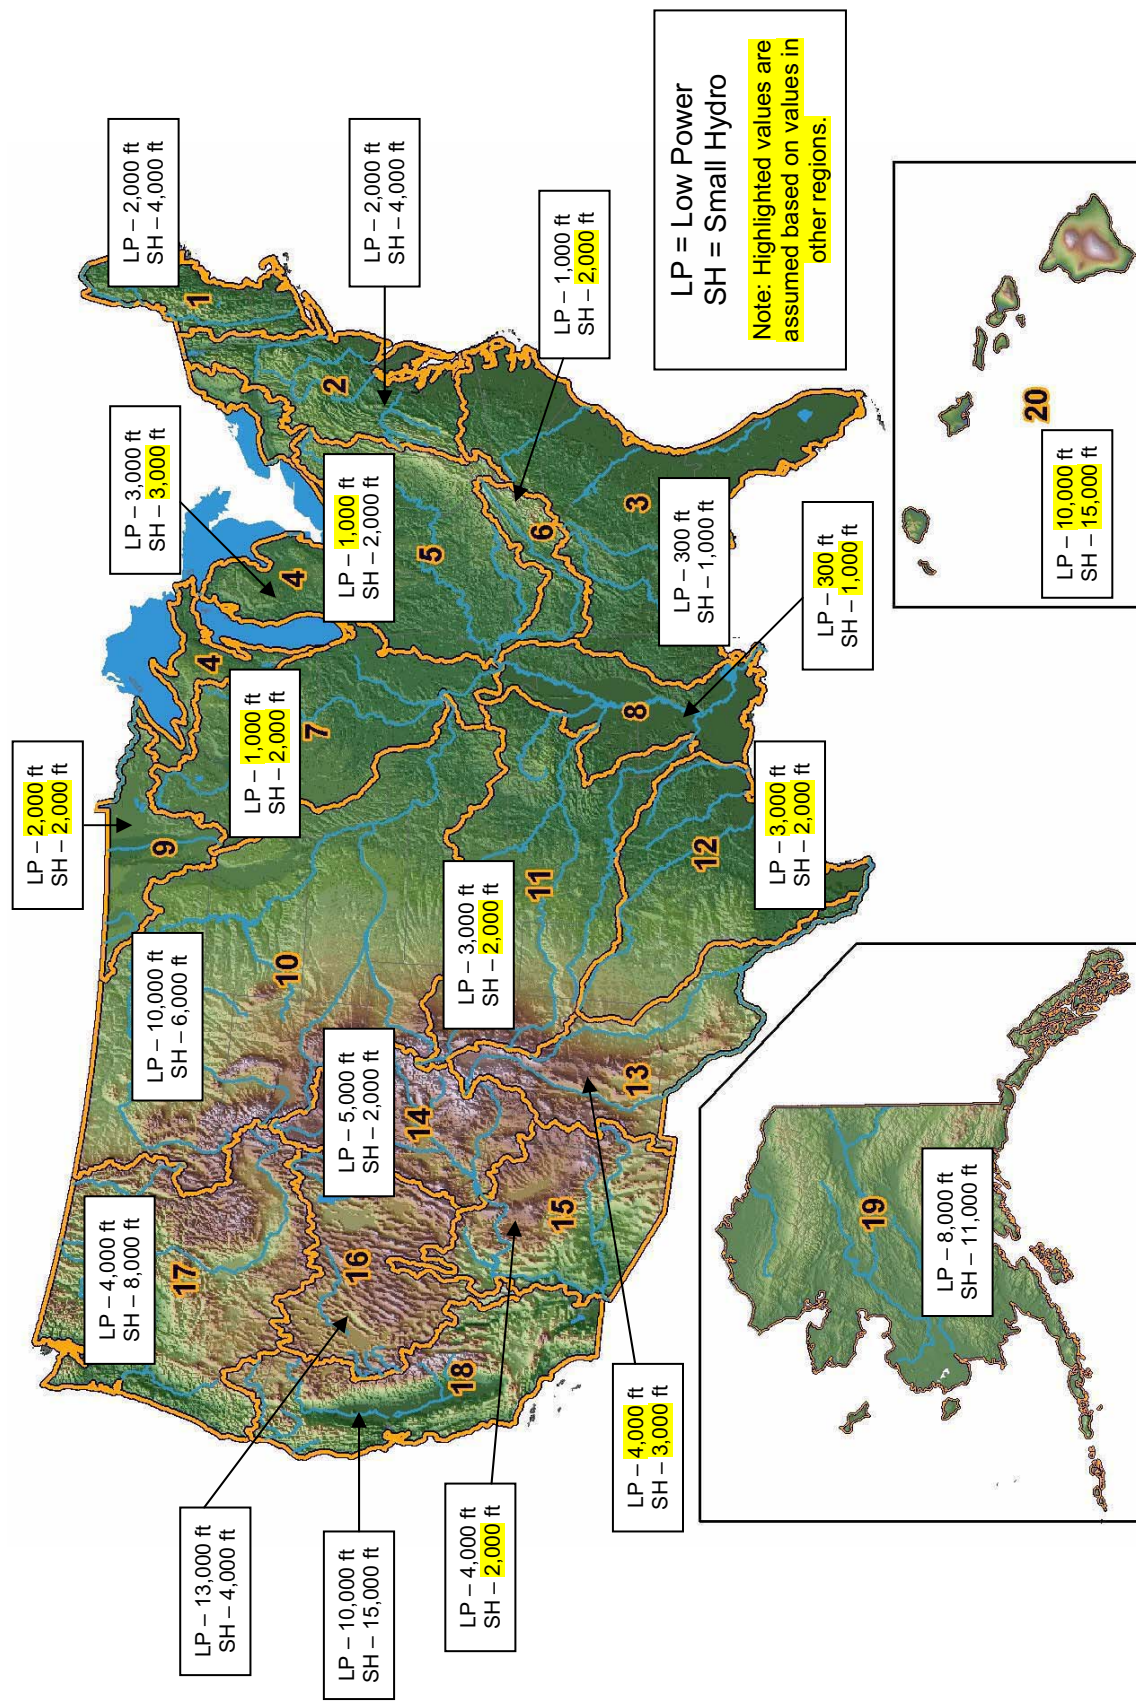 LP – 4,000 ft
SH – 8,000 ft
17
LP – 10,000 ft
SH – 6,000 ft
10
LP – 2,000 ft
SH – 2,000 ft
9
LP – 1,000 ft
SH – 2,000 ft
7
LP – 3,000 ft
SH – 3,000 ft
4
4
LP – 2,000 ft
SH – 4,000 ft
1
LP – 2,000 ft
SH – 4,000 ft
2
LP – 1,000 ft
SH – 2,000 ft
5
LP – 13,000 ft
SH – 4,000 ft
16
LP – 5,000 ft
SH – 2,000 ft
14
LP – 10,000 ft
SH – 15,000 ft
18
LP – 4,000 ft
SH – 2,000 ft
15
LP – 4,000 ft
SH – 3,000 ft
13
LP – 3,000 ft
SH – 2,000 ft
11
LP – 3,000 ft
SH – 2,000 ft
12
LP – 300 ft
SH – 1,000 ft
8
LP – 300 ft
SH – 1,000 ft
3
LP – 1,000 ft
SH – 2,000 ft
6
LP = Low Power
SH = Small Hydro
Note: Highlighted values are
assumed based on values in
other regions.
19
LP – 8,000 ft
SH – 11,000 ft
20
LP – 10,000 ft
SH – 15,000 ft